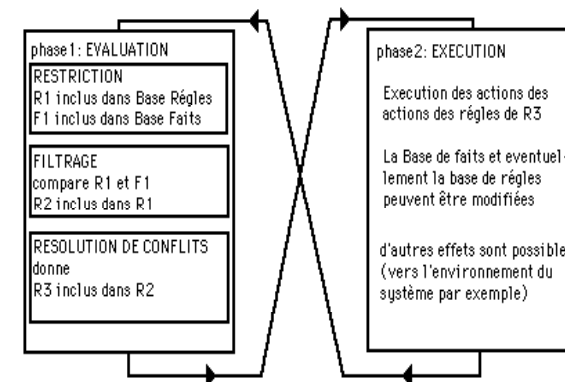 phase1: EVALUATION
RESTRICTION
R1 inclus dans Base Régles
F1 inclus dans Base Faits
FILTRAGE
compare R1 et F1
R2 inclus dans R1
RESOLUTION DE CONFLITS
donne
R3 inclus dans R2
phase2: EXECUTION
Execution des actions des
actions des régles de R3
La Base de faits et eventuel-
lement la base de régles
peuvent être modifiées
d'autres effets sont possible
(vers l'environnement du
système par exemple)